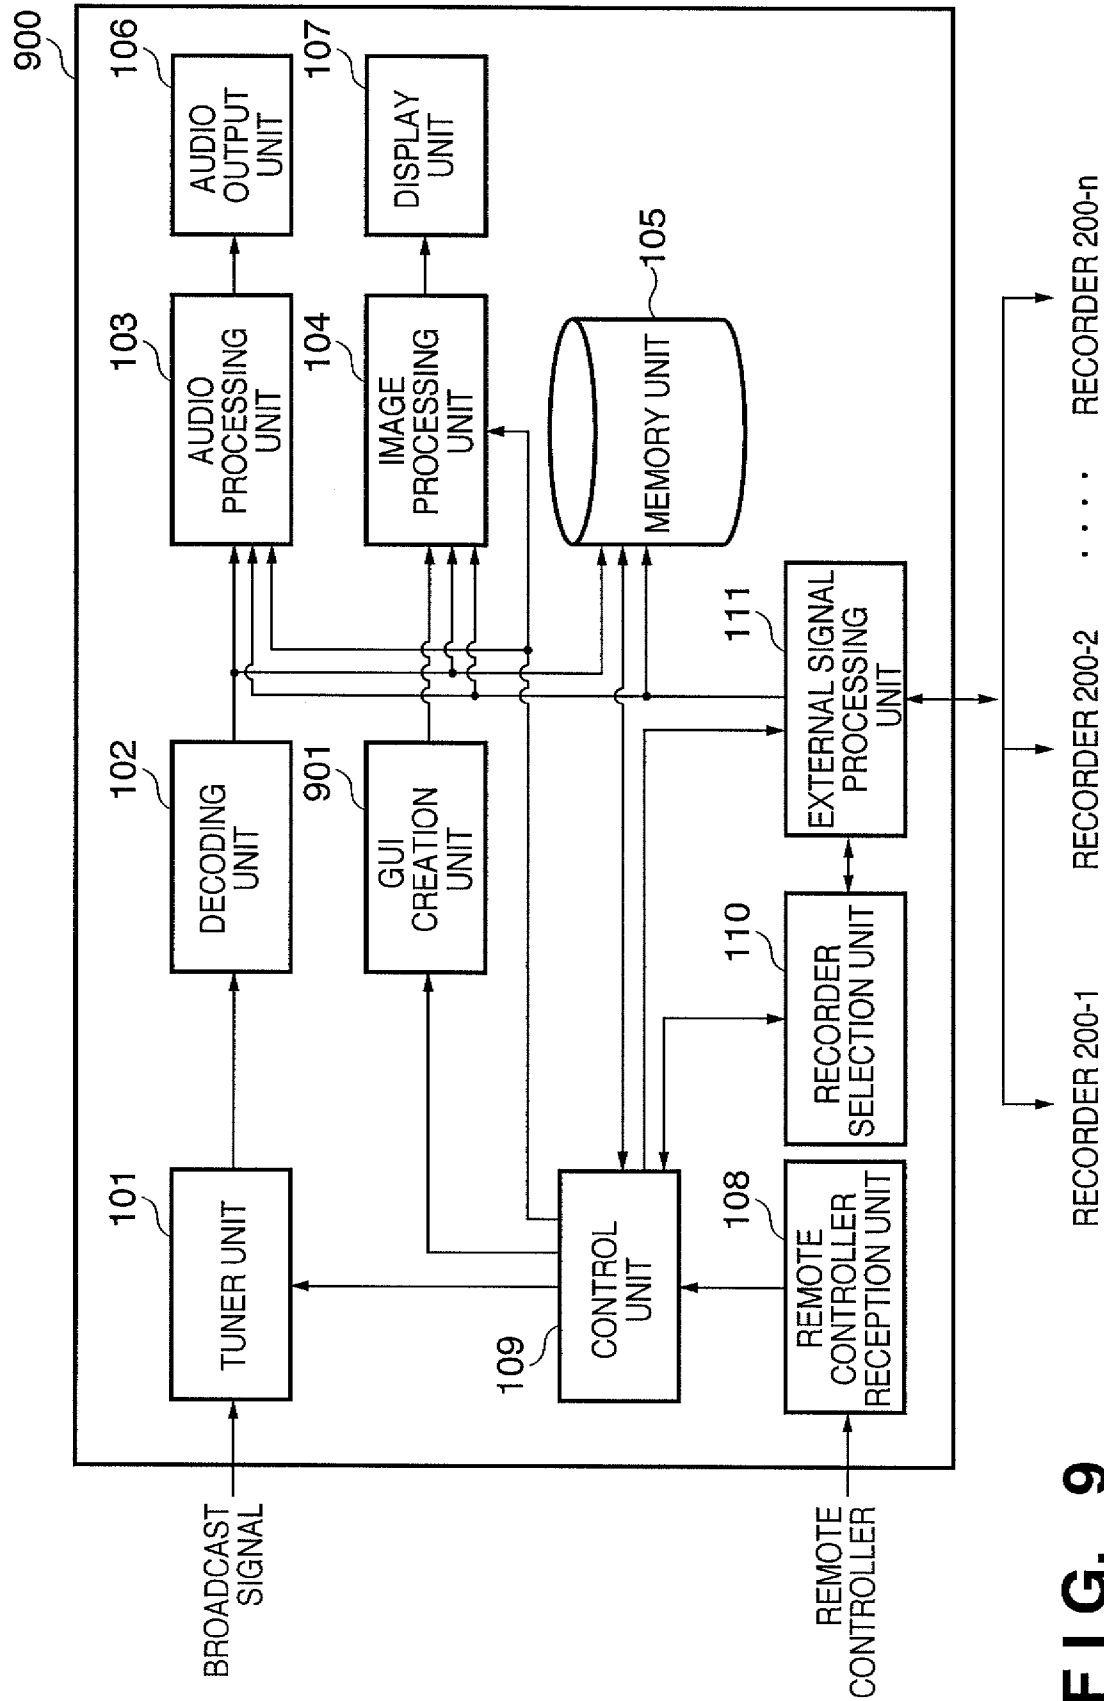 900
BROADCAST
SIGNAL
101
TUNER UNIT
102
DECODING
UNIT
103
AUDIO
PROCESSING
UNIT
106
AUDIO
OUTPUT
UNIT
901
GUI
CREATION
UNIT
104
IMAGE
PROCESSING
UNIT
107
DISPLAY
UNIT
109
CONTROL
UNIT
105
MEMORY UNIT
REMOTE
CONTROLLER
108
REMOTE
CONTROLLER
RECEPTION UNIT
110
RECORDER
SELECTION UNIT
111
EXTERNAL SIGNAL
PROCESSING
UNIT
RECORDER 200-1
RECORDER 200-2
. . . .
RECORDER 200-n
FIG. 9